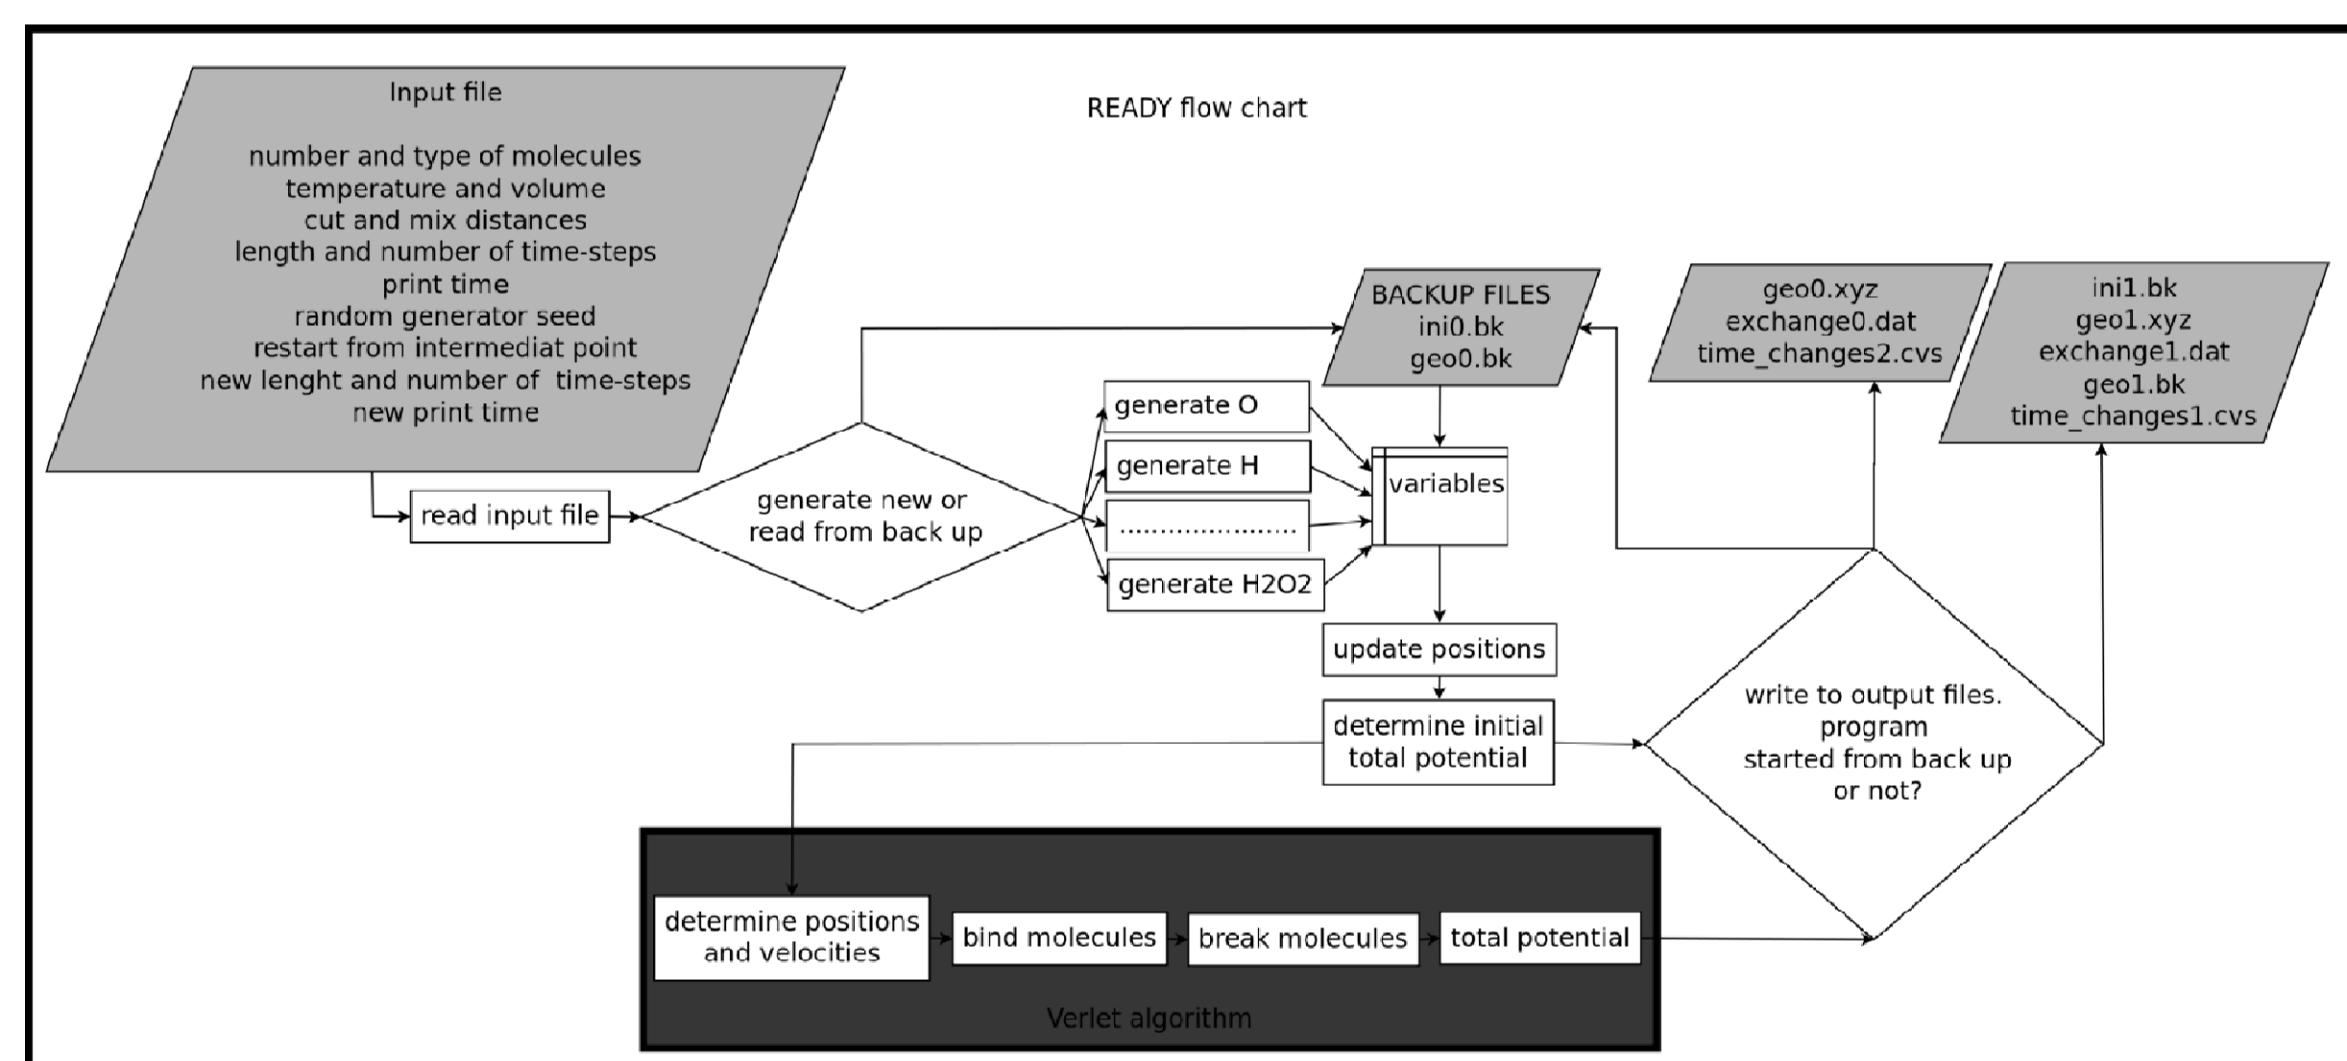 READY flow chart
Input file
number and type of molecules
temperature and volume
cut and mix distances
length and number of time-steps
print time
random generator seed
restart from intermediat point
new lenght and number of  time-steps
new print time
read input file
generate new or
read from back up
generate O
generate H
......................
generate H2O2
BACKUP FILES
ini0.bk
geo0.bk
variables
update positions
determine initial
total potential
geo0.xyz
exchange0.dat
time_changes2.cvs
ini1.bk
geo1.xyz
exchange1.dat
geo1.bk
time_changes1.cvs
write to output files.
program
started from back up
or not?
determine positions
and velocities
bind molecules
break molecules
total potential
Verlet algorithm